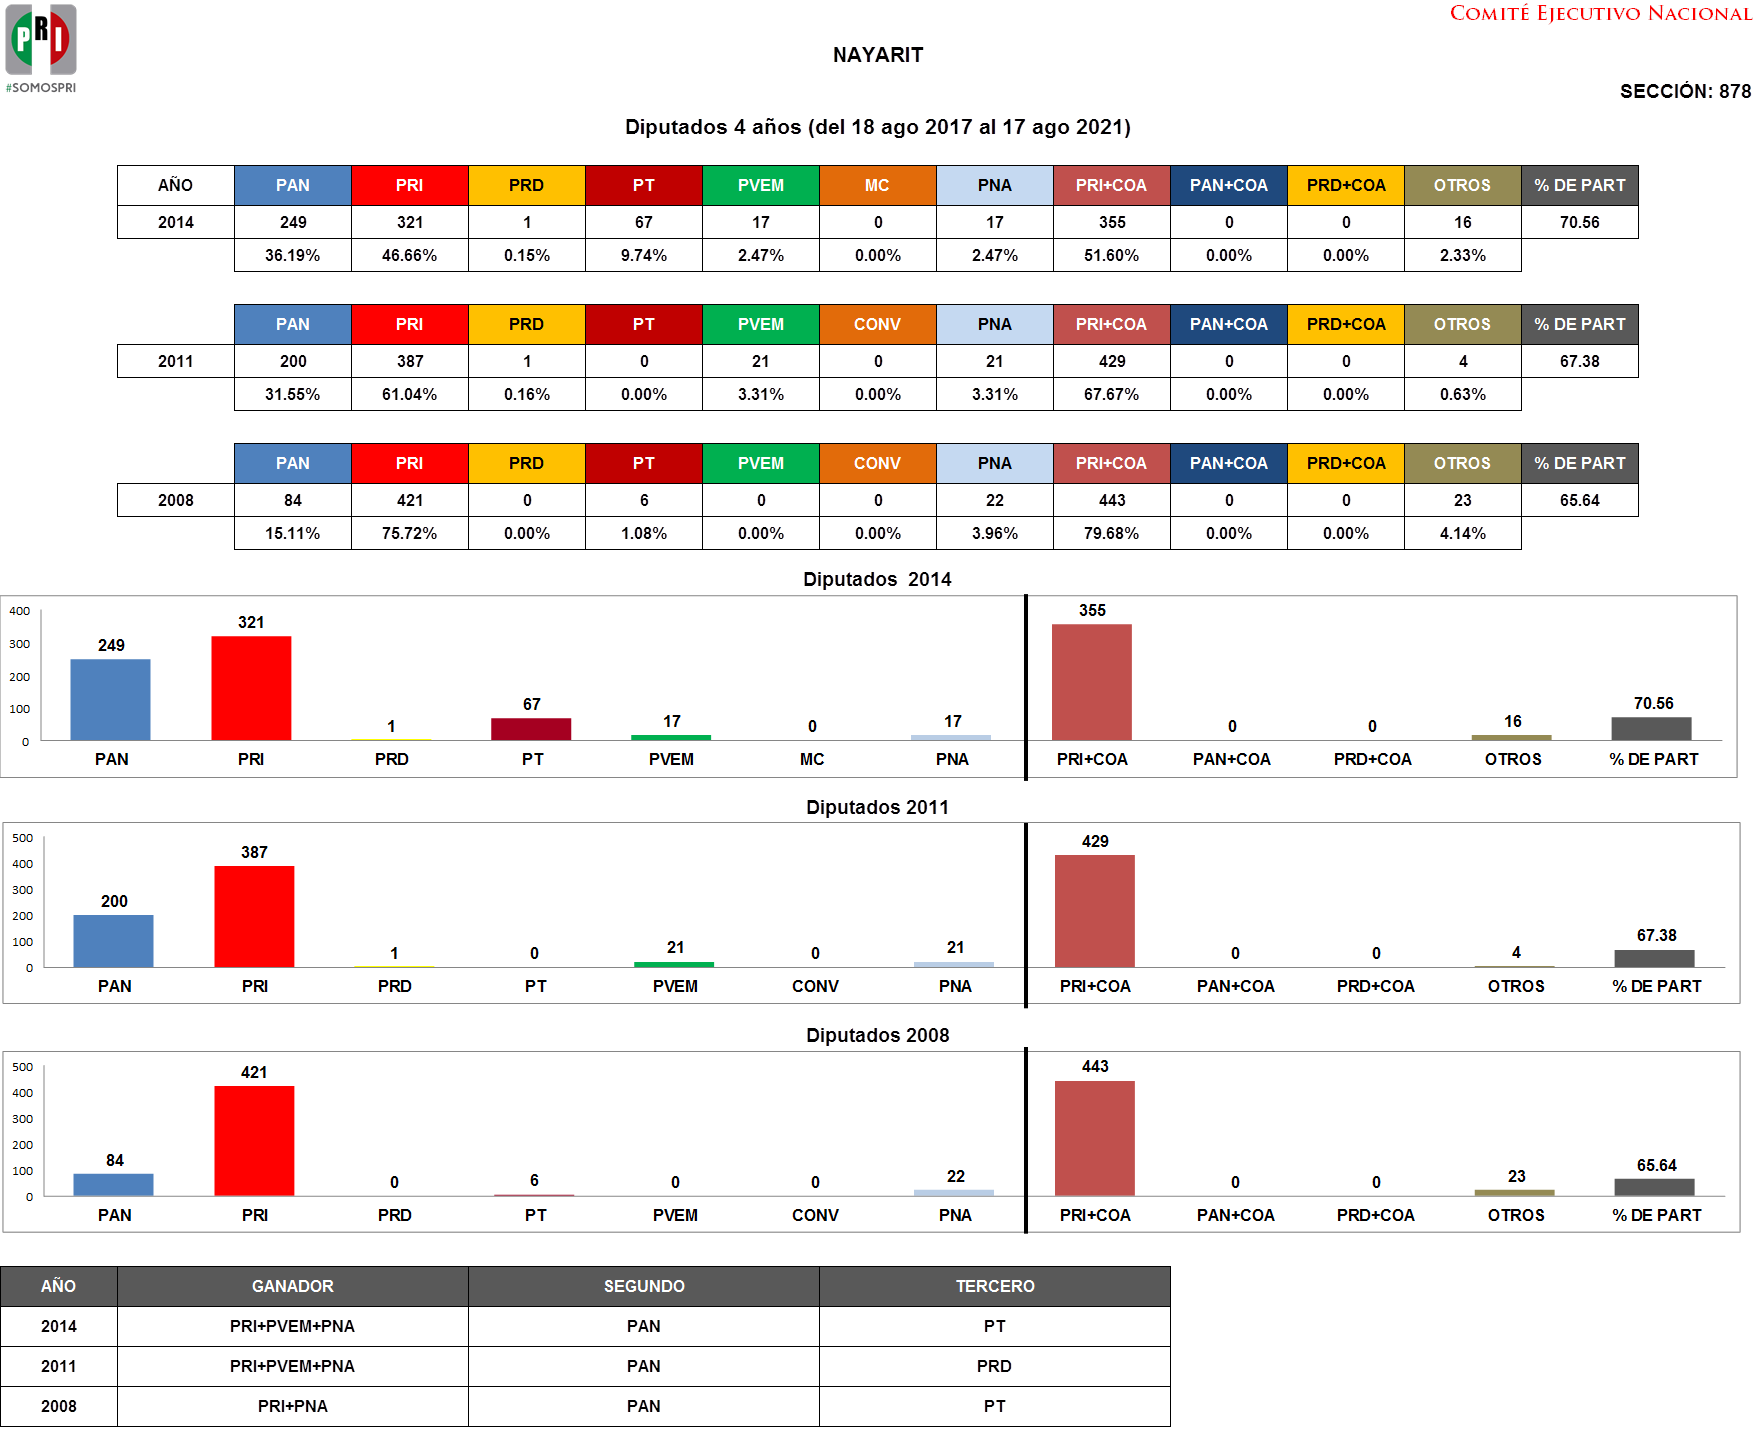 PRI
#SOMOSPRI
COMITÉ EJECUTIVO NACIONAL
NAYARIT
SECCIÓN: 878
Diputados 4 años (del 18 ago 2017 al 17 ago 2021)
AÑO PAN PRI PRD PT PVEM MC PNA PRI+COA PAN+COA PRD+COA OTROS % DE PART
2014 249 321 1 67 17 0 17 355 0 0 16 70.56
36.19% 46.66% 0.15% 9.74% 2.47% 0.00% 2.47% 51.60% 0.00% 0.00% 2.33%
PAN PRI PRD PT PVEM CONV PNA PRI+COA PAN+COA PRD+COA OTROS % DE PART
2011 200 387 1 0 21 0 21 429 0 0 4 67.38
31.55% 61.04% 0.16% 0.00% 3.31% 0.00% 3.31% 67.67% 0.00% 0.00% 0.63%
PAN PRI PRD PT PVEM CONV PNA PRI+COA PAN+COA PRD+COA OTROS % DE PART
2008 84 421 0 6 0 0 22 443 0 0 23 65.64
15.11% 75.72% 0.00% 1.08% 0.00% 0.00% 3.96% 79.68% 0.00% 0.00% 4.14%
Diputados 2014
400
300
200
100
0
249 321 1 67 17 0 17 355 0 0 16 70.56
PAN PRI PRD PT PVEM MC PNA PRI+COA PAN+COA PRD+COA OTROS % DE PART
Diputados 2011
500
400
300
200
100
0
200 387 1 0 21 0 21 429 0 0 4 67.38
PAN PRI PRD PT PVEM CONV PNA PRI+COA PAN+COA PRD+COA OTROS % DE PART
Diputados 2008
500
400
300
200
100
0
84 421 0 6 0 0 22 443 0 0 23 65.64
PAN PRI PRD PT PVEM CONV PNA PRI+COA PAN+COA PRD+COA OTROS % DE PART
AÑO GANADOR SEGUNDO TERCERO
2014 PRI+PVEM+PNA PAN PT
2011 PRI+PVEM+PNA PAN PRD
2008 PRI+PNA PAN PT